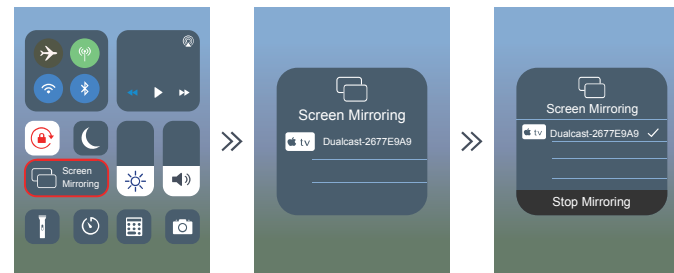 Screen
Mirroring
Screen Mirroring
tv Dualcast-2677E9A9
Screen Mirroring
tv Dualcast-2677E9A9
Stop Mirroring